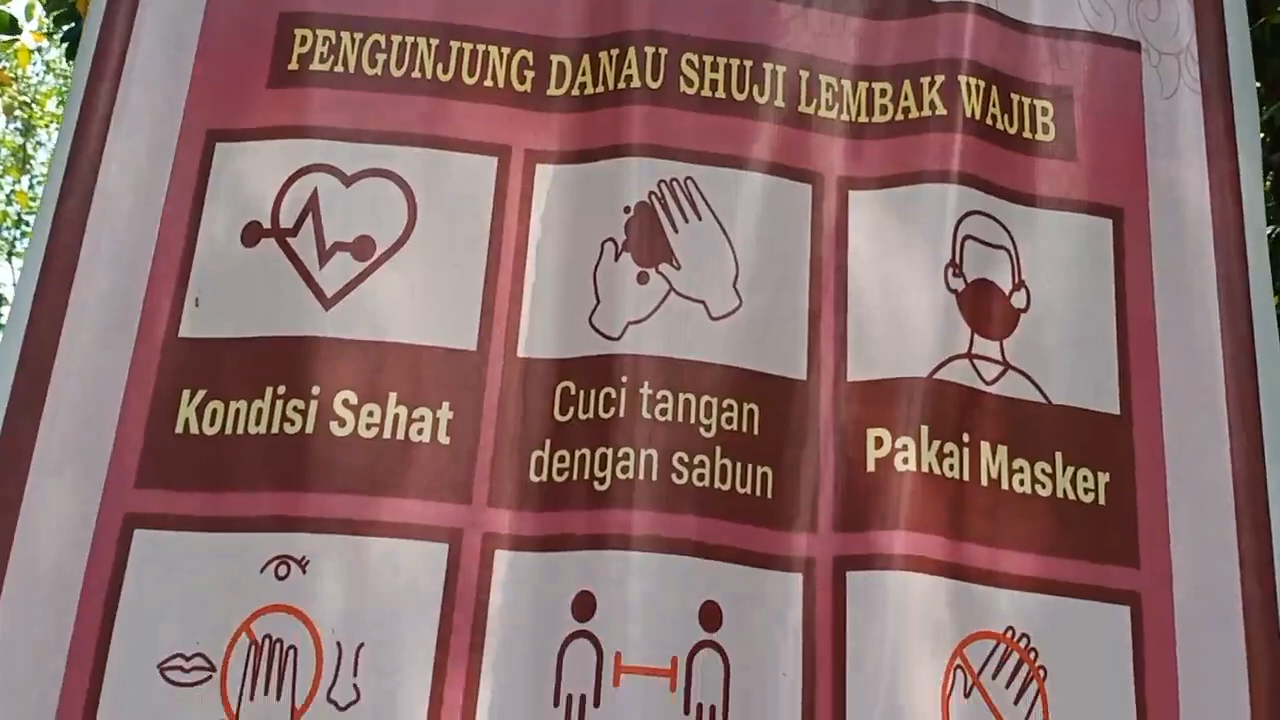 PENGUNJUNG DANAU SHUJI LEMBAK WAJIB
Kondisi Sehat
Cuci tangan
dengan sabun
Pakai Masker